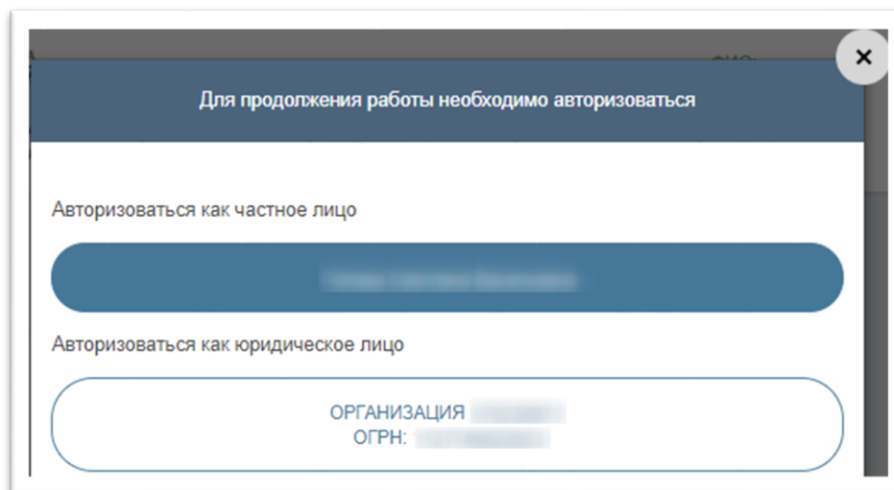 Для продолжения работы необходимо авторизоваться
Авторизоваться как частное лицо
Авторизоваться как юридическое лицо
ОРГАНИЗАЦИЯ
ОГРН: